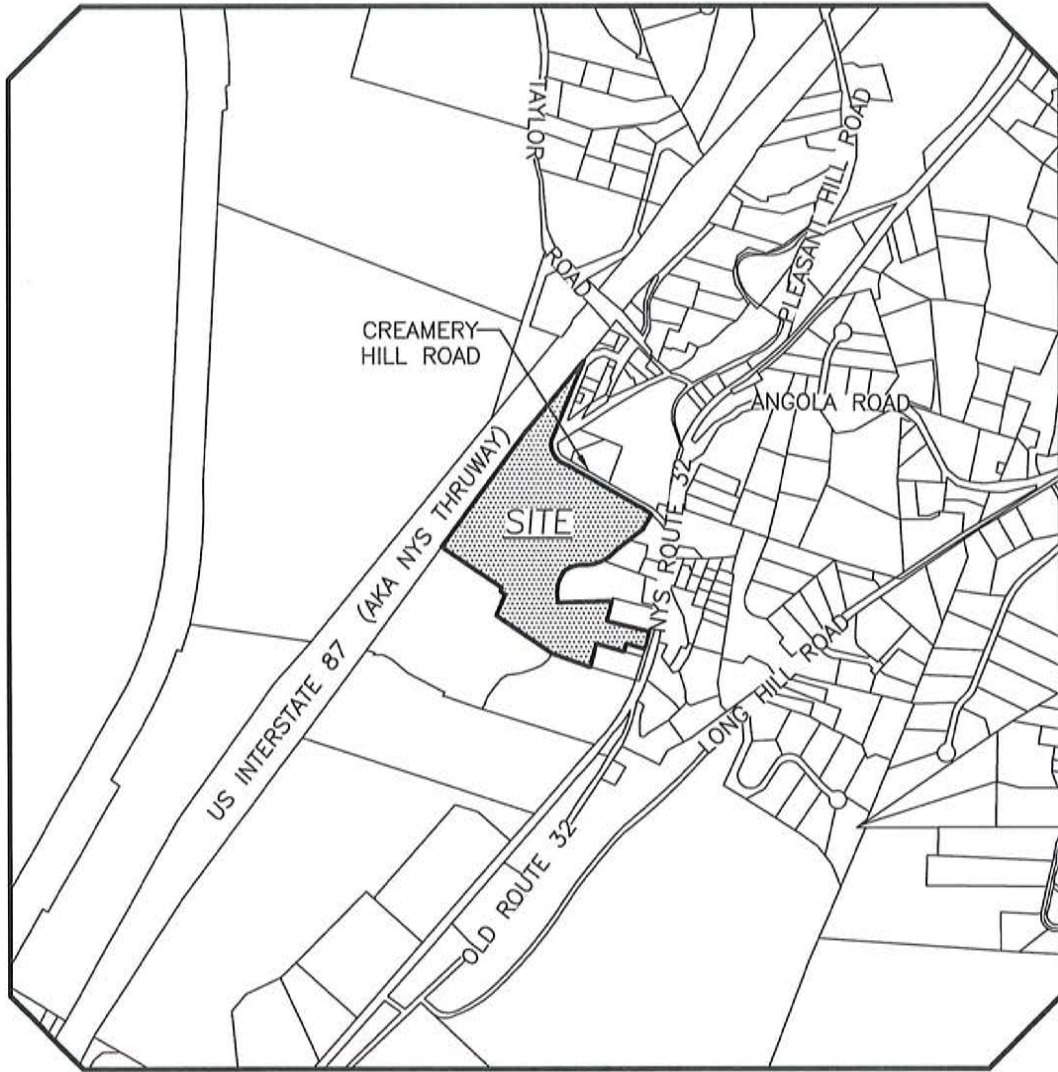 TAYLOR
ROAD
PLEASANT HILL ROAD
CREAMERY
HILL ROAD
ANGOLA ROAD
SITE
NYS ROUTE 32
US INTERSTATE 87 (AKA NYS THRUWAY)
LONG HILL ROAD
OLD ROUTE 32